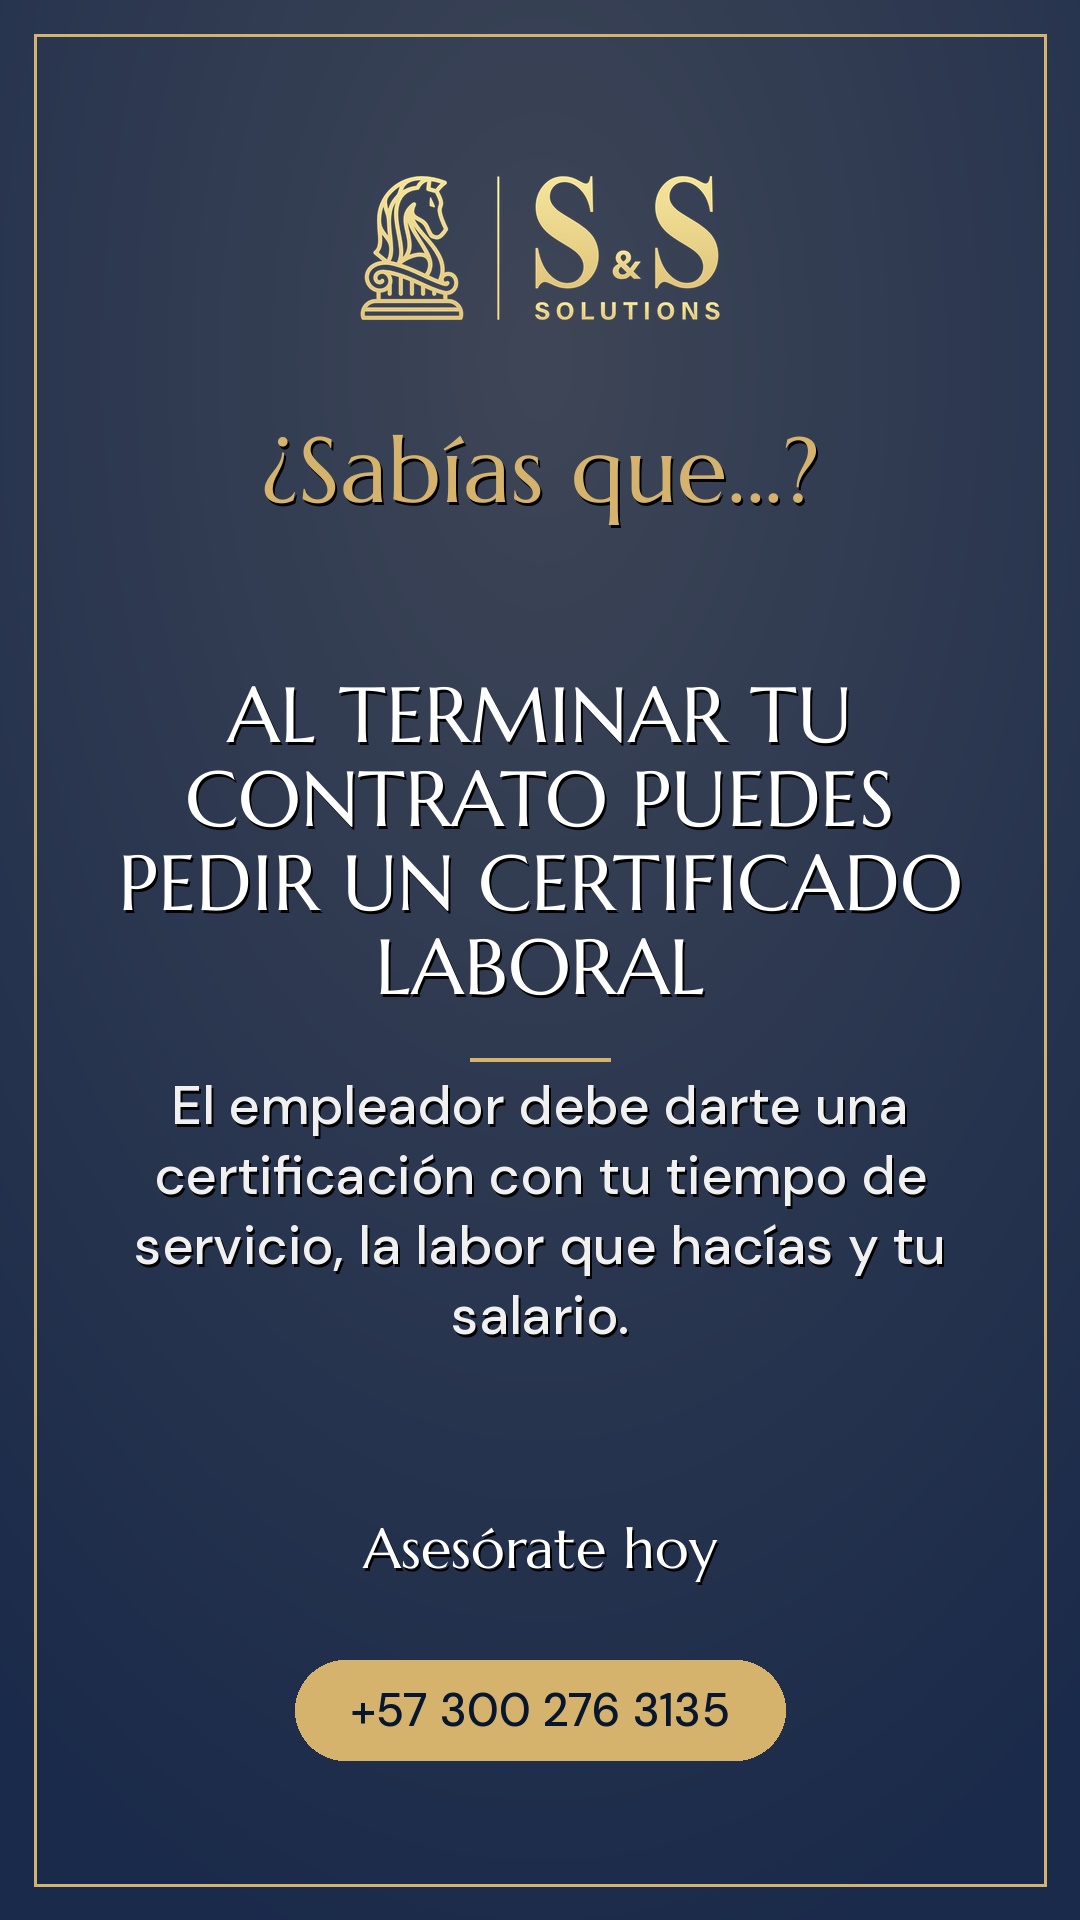 S&S
SOLUTIONS
¿Sabías que...?
AL TERMINAR TU
CONTRATO PUEDES
PEDIR UN CERTIFICADO
LABORAL
El empleador debe darte una
certificación con tu tiempo de
servicio, la labor que hacías y tu
salario.
Asesórate hoy
+57 300 276 3135